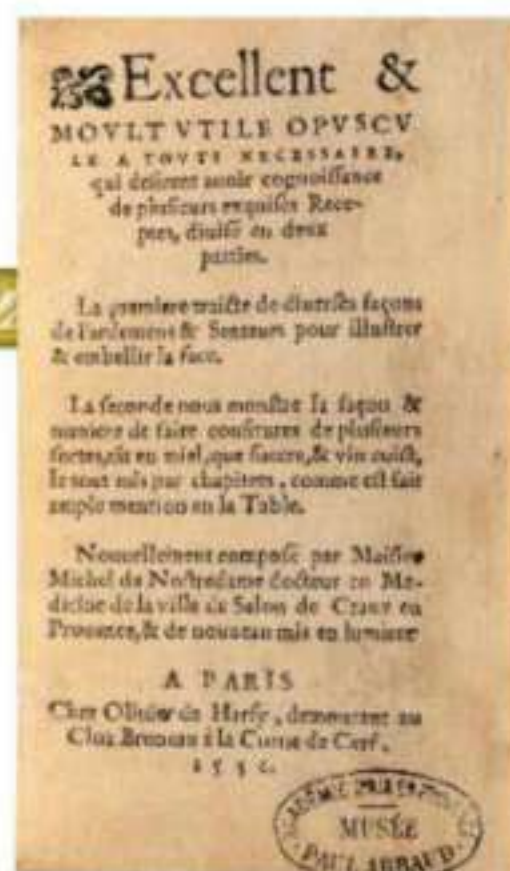 Excellent &
MOVLT VTILE OPVSCV
LE A TOVTS NECESSAIRE,
qui desirent auoir cognoissance
de plusieurs exquises Rece-
ptes, diuisé en deux
parties.
La premiere traicte de diuerses façons
de Fardemens & Senteurs pour illustrer
& embellir la face.
La seconde nous monstre la façon &
maniere de faire confitures de plusieurs
sortes, tãt en miel, que succre, & vin cuict,
le tout mis par chapitres, comme est fait
ample mention en la Table.
Nouuellement composé par Maistre
Michel de Nostredame docteur en Me-
dicine de la ville de Salon de Craux en
Prouence, & de nouueau mis en lumiere
A PARIS
Chez Oliuier de Harsy, demeurant au
Clos Bruneau à la Corne de Cerf.
MUSÉE
PAUL ARBAUD